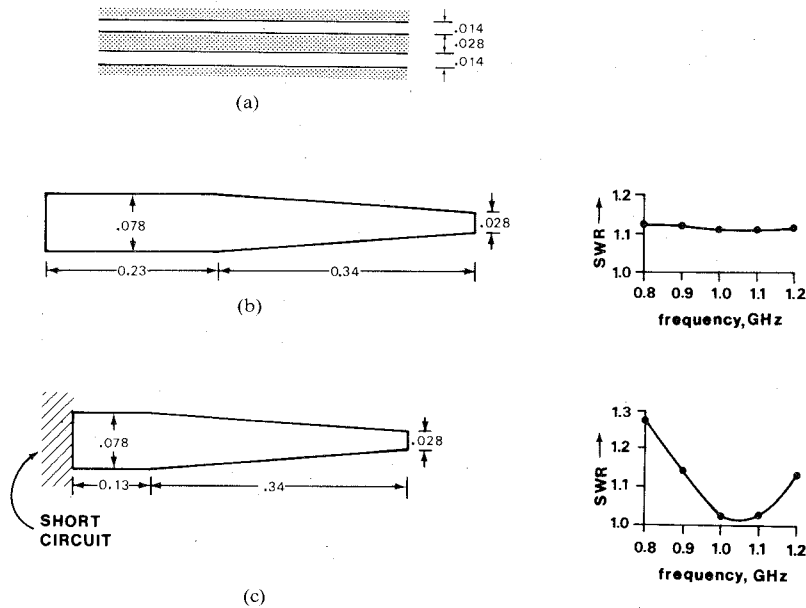 .014
.028
.014
(a)
.078
.028
0.23
0.34
(b)
SWR
1.2
1.1
1.0
0.8 0.9 1.0 1.1 1.2
frequency, GHz
.078
.028
0.13
.34
SHORT
CIRCUIT
(c)
SWR
1.3
1.2
1.1
1.0
0.8 0.9 1.0 1.1 1.2
frequency, GHz